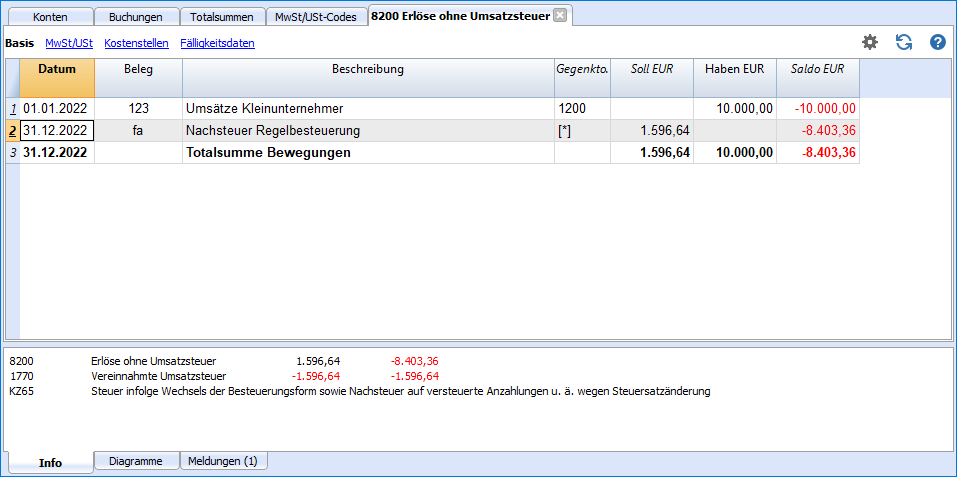 Konten Buchungen Totalsummen MwSt/USt-Codes 8200 Erlöse ohne Umsatzsteuer
Basis MwSt/USt Kostenstellen Fälligkeitsdaten
Datum Beleg Beschreibung Gegenkto. Soll EUR Haben EUR Saldo EUR
1 01.01.2022 123 Umsätze Kleinunternehmer 1200 10.000,00 -10.000,00
2 31.12.2022 fa Nachsteuer Regelbesteuerung [*] 1.596,64 -8.403,36
3 31.12.2022 Totalsumme Bewegungen 1.596,64 10.000,00 -8.403,36
8200 Erlöse ohne Umsatzsteuer 1.596,64 -8.403,36
1770 Vereinnahmte Umsatzsteuer -1.596,64 -1.596,64
KZ65 Steuer infolge Wechsels der Besteuerungsform sowie Nachsteuer auf versteuerte Anzahlungen u. ä. wegen Steuersatzänderung
Info Diagramme Meldungen (1)